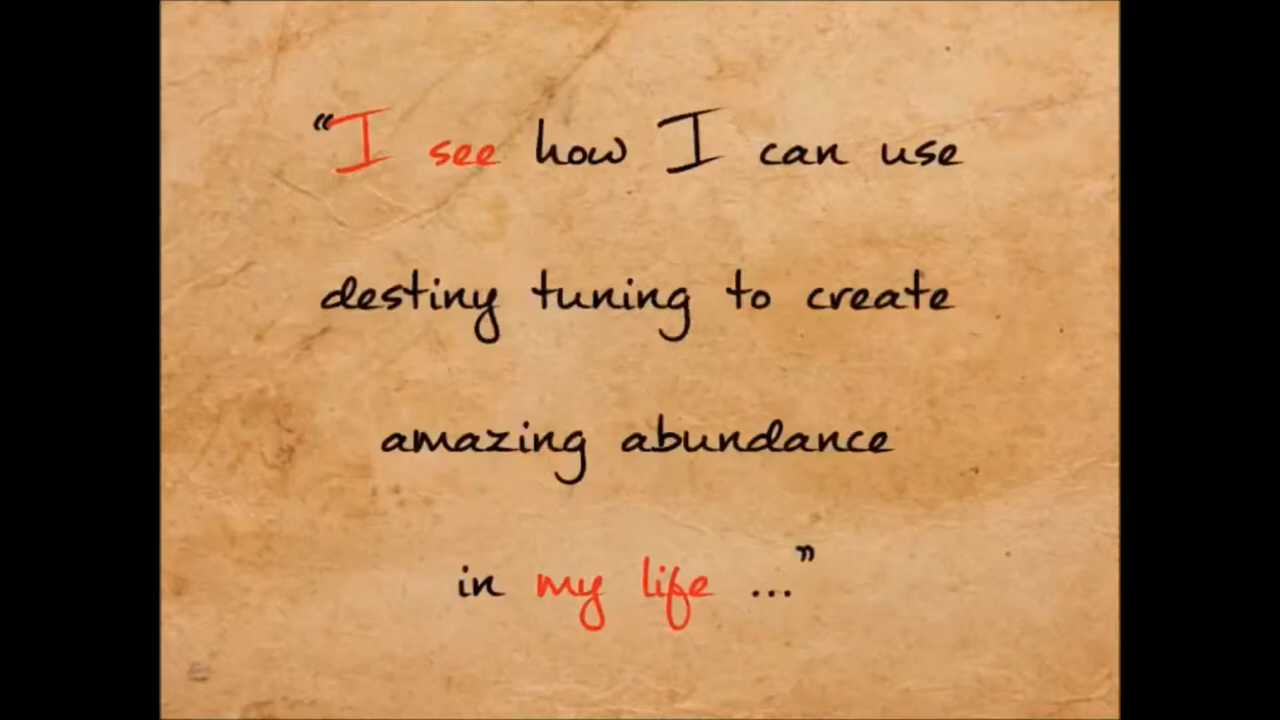 “I see how I can use
destiny tuning to create
amazing abundance
in my life ...”